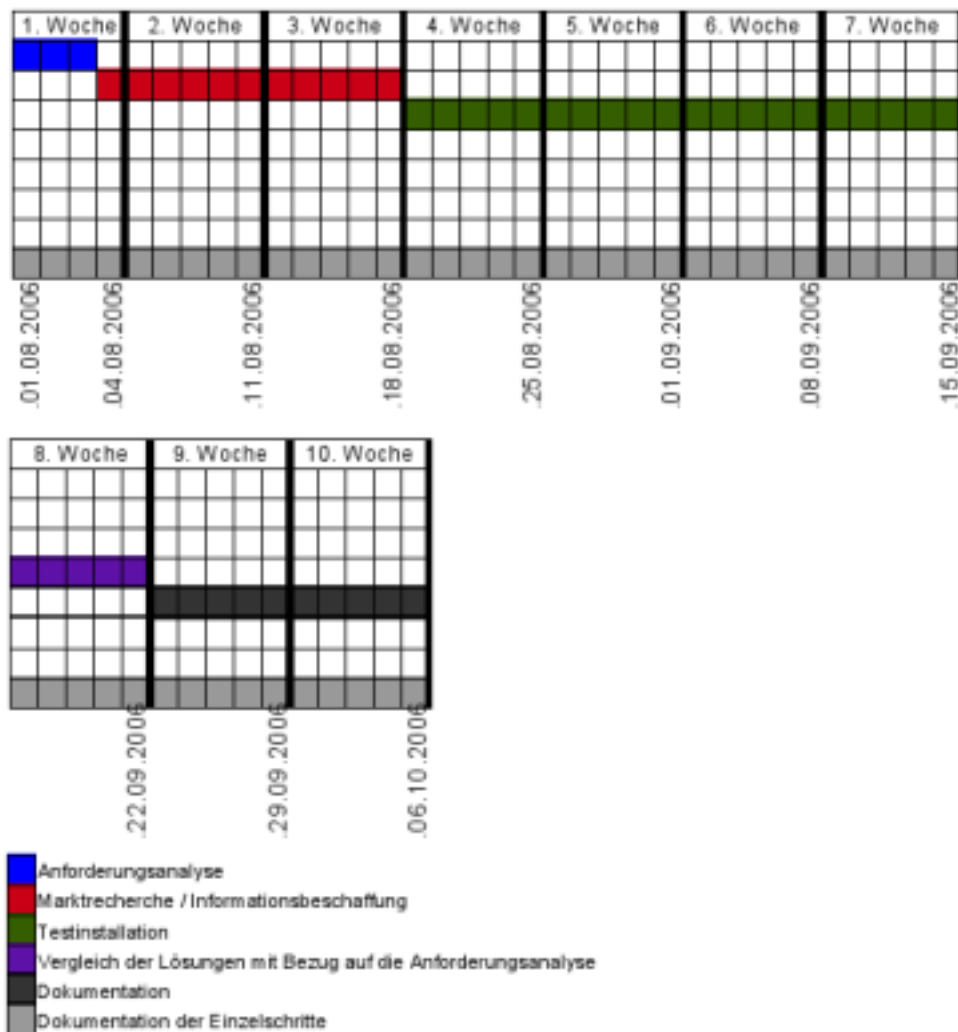 1. Woche 2. Woche 3. Woche 4. Woche 5. Woche 6. Woche 7. Woche
.01.08.2006 .04.08.2006 .11.08.2006 .18.08.2006 .25.08.2006 .01.09.2006 .08.09.2006 .15.09.2006
8. Woche 9. Woche 10. Woche
.22.09.2006 .29.09.2006 .06.10.2006
Anforderungsanalyse
Marktrecherche / Informationsbeschaffung
Testinstallation
Vergleich der Lösungen mit Bezug auf die Anforderungsanalyse
Dokumentation
Dokumentation der Einzelschritte